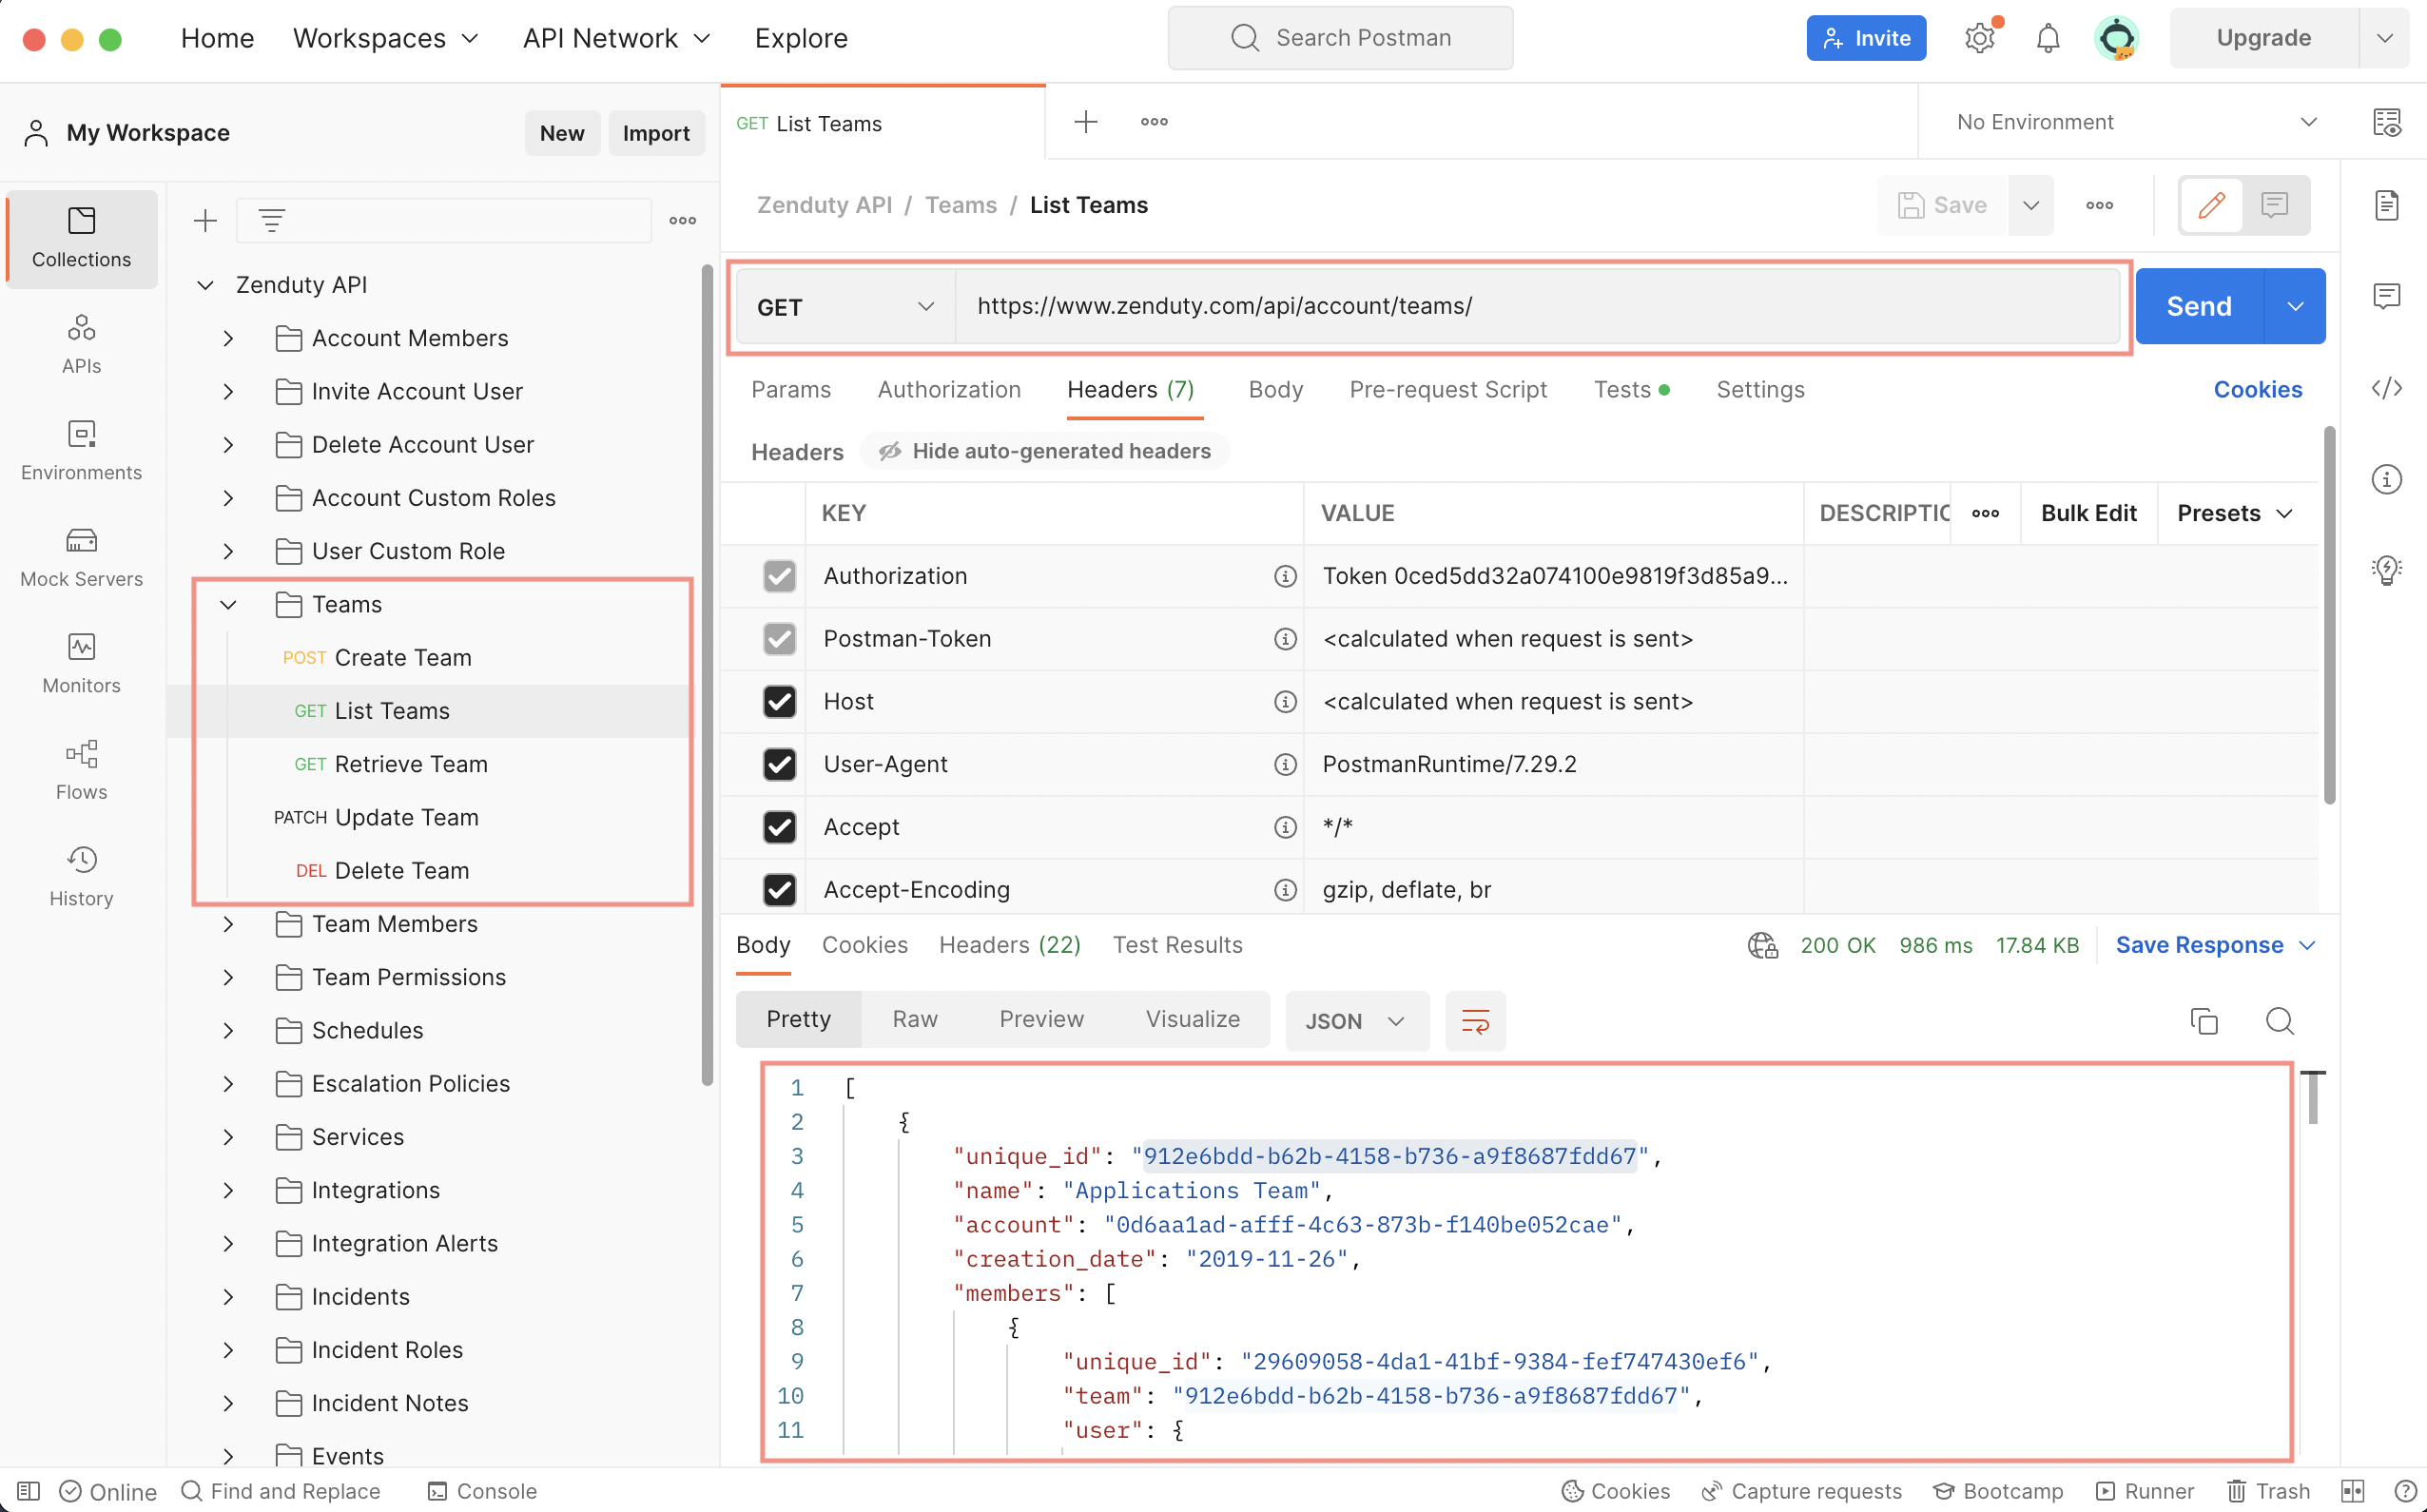 Home Workspaces API Network Explore Search Postman Invite Upgrade
My Workspace New Import
GET List Teams
No Environment
Zenduty API / Teams / List Teams
Save
Collections
APIs
Environments
Mock Servers
Monitors
Flows
History
Zenduty API
Account Members
Invite Account User
Delete Account User
Account Custom Roles
User Custom Role
Teams
POST Create Team
GET List Teams
GET Retrieve Team
PATCH Update Team
DEL Delete Team
Team Members
Team Permissions
Schedules
Escalation Policies
Services
Integrations
Integration Alerts
Incidents
Incident Roles
Incident Notes
Events
GET https://www.zenduty.com/api/account/teams/ Send
Params Authorization Headers (7) Body Pre-request Script Tests Settings Cookies
Headers Hide auto-generated headers
KEY VALUE DESCRIPTIO Bulk Edit Presets
Authorization Token 0ced5dd32a074100e9819f3d85a9...
Postman-Token <calculated when request is sent>
Host <calculated when request is sent>
User-Agent PostmanRuntime/7.29.2
Accept */*
Accept-Encoding gzip, deflate, br
Body Cookies Headers (22) Test Results 200 OK 986 ms 17.84 KB Save Response
Pretty Raw Preview Visualize JSON
1 [
2 {
3 "unique_id": "912e6bdd-b62b-4158-b736-a9f8687fdd67",
4 "name": "Applications Team",
5 "account": "0d6aa1ad-afff-4c63-873b-f140be052cae",
6 "creation_date": "2019-11-26",
7 "members": [
8 {
9 "unique_id": "29609058-4da1-41bf-9384-fef747430ef6",
10 "team": "912e6bdd-b62b-4158-b736-a9f8687fdd67",
11 "user": {
Online Find and Replace Console Cookies Capture requests Bootcamp Runner Trash